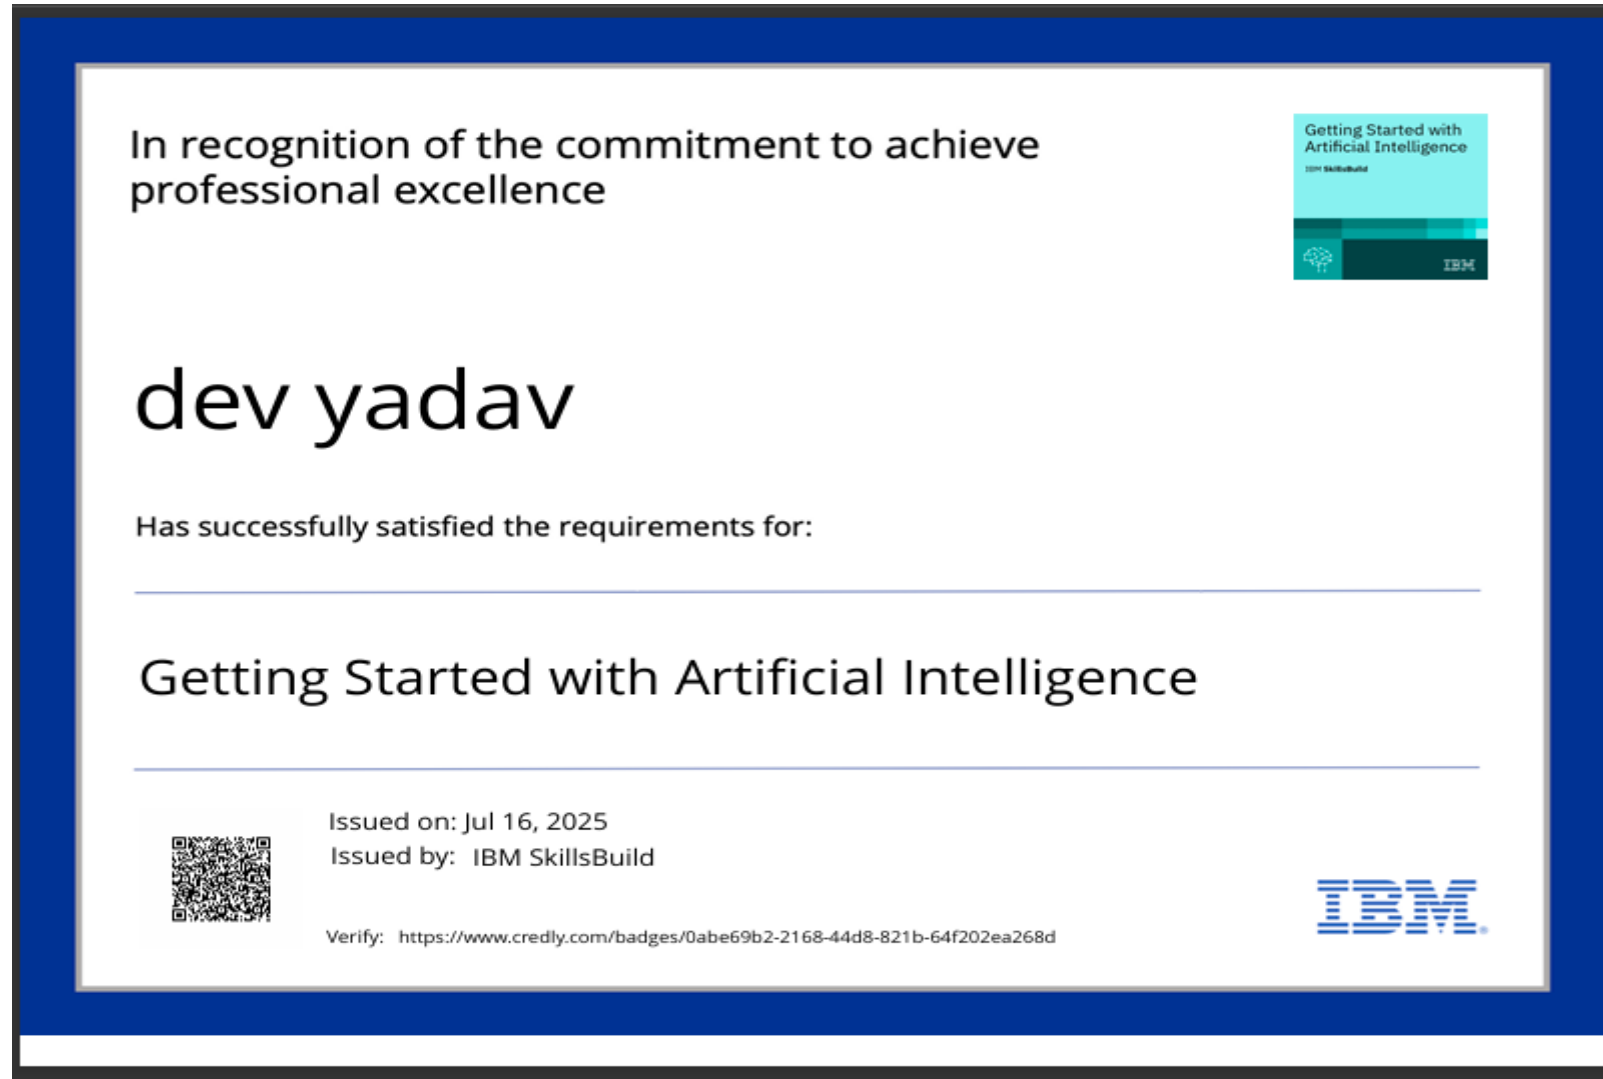 In recognition of the commitment to achieve
professional excellence
Getting Started with
Artificial Intelligence
IBM SkillsBuild
IBM
dev yadav
Has successfully satisfied the requirements for:
Getting Started with Artificial Intelligence
Issued on: Jul 16, 2025
Issued by: IBM SkillsBuild
Verify: https://www.credly.com/badges/0abe69b2-2168-44d8-821b-64f202ea268d
IBM®